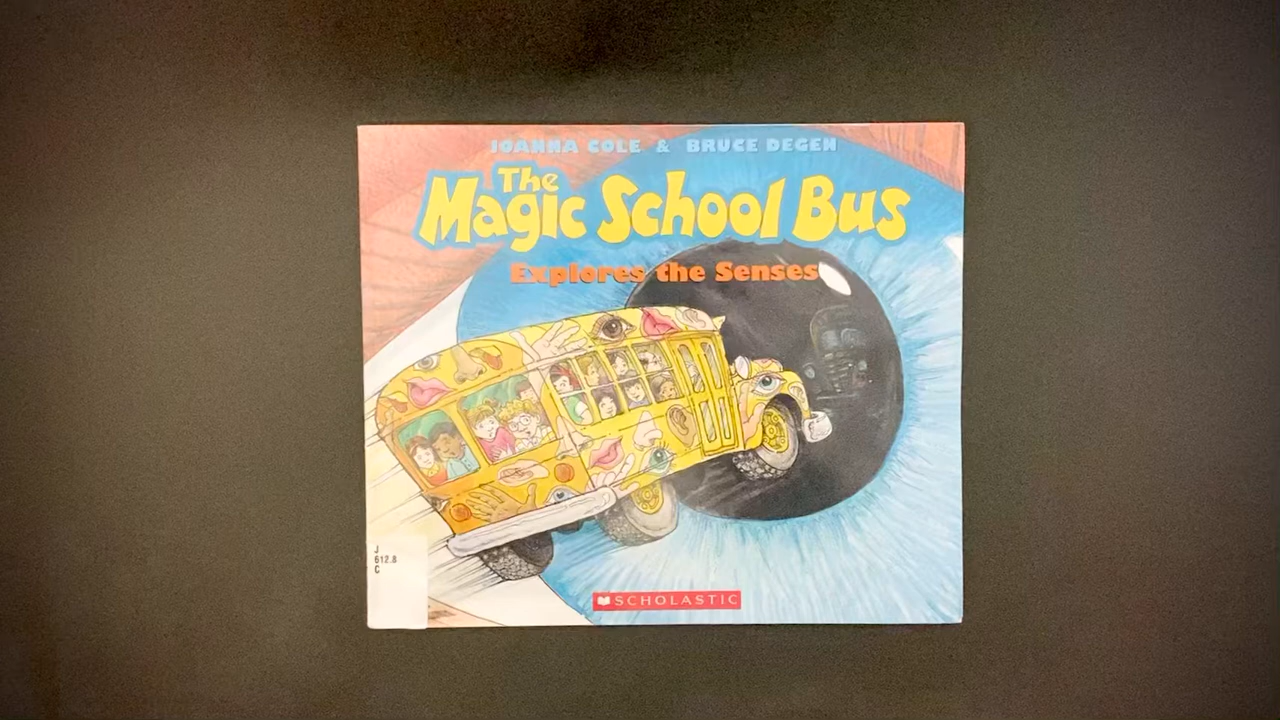 JOANNA COLE & BRUCE DEGEN
The
Magic School Bus
Explores the Senses
J
612.8
C
SCHOLASTIC